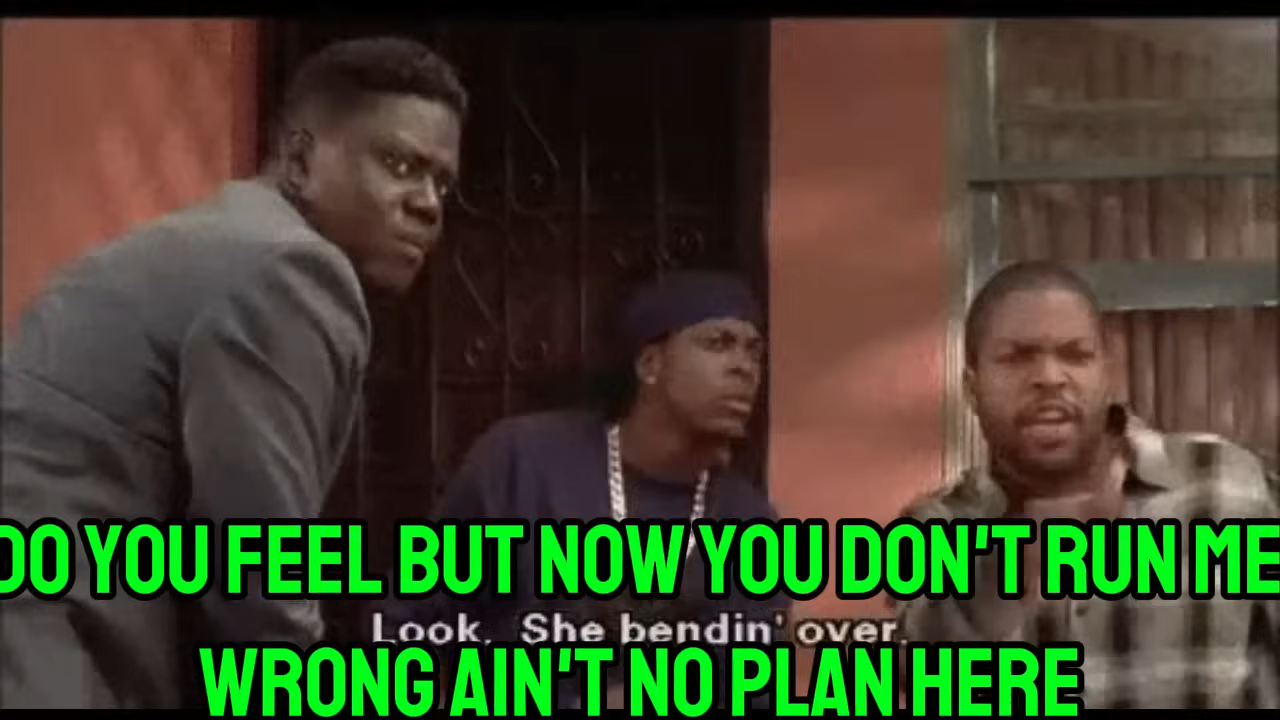 DO YOU FEEL BUT NOW YOU DON'T RUN ME
Look. She bendin' over.
WRONG AIN'T NO PLAN HERE